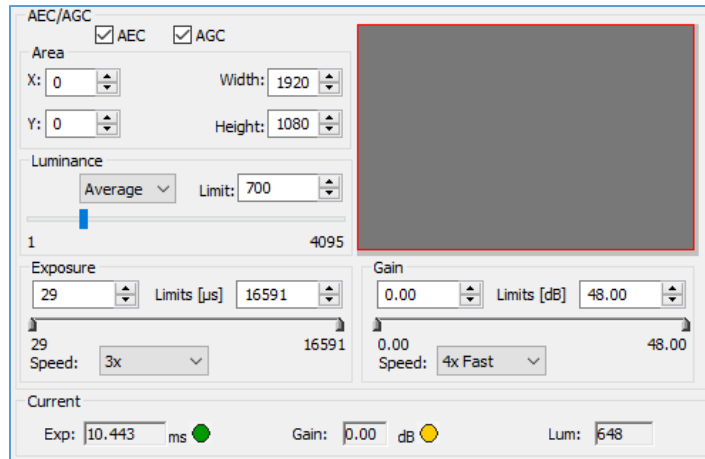 AEC/AGC
AEC AGC
Area
X: 0 Width: 1920
Y: 0 Height: 1080
Luminance
Average Limit: 700
1 4095
Exposure
29 Limits [µs] 16591
29 16591
Speed: 3x
Gain
0.00 Limits [dB] 48.00
0.00 48.00
Speed: 4x Fast
Current
Exp: 10.443 ms Gain: 0.00 dB Lum: 648